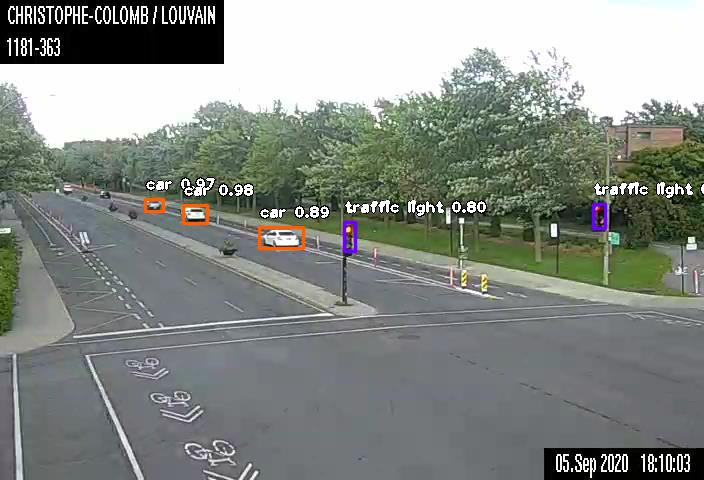 CHRISTOPHE-COLOMB / LOUVAIN
1181-363
car 0.97
car 0.98
car 0.89
traffic light 0.80
traffic light
05.Sep 2020 18:10:03